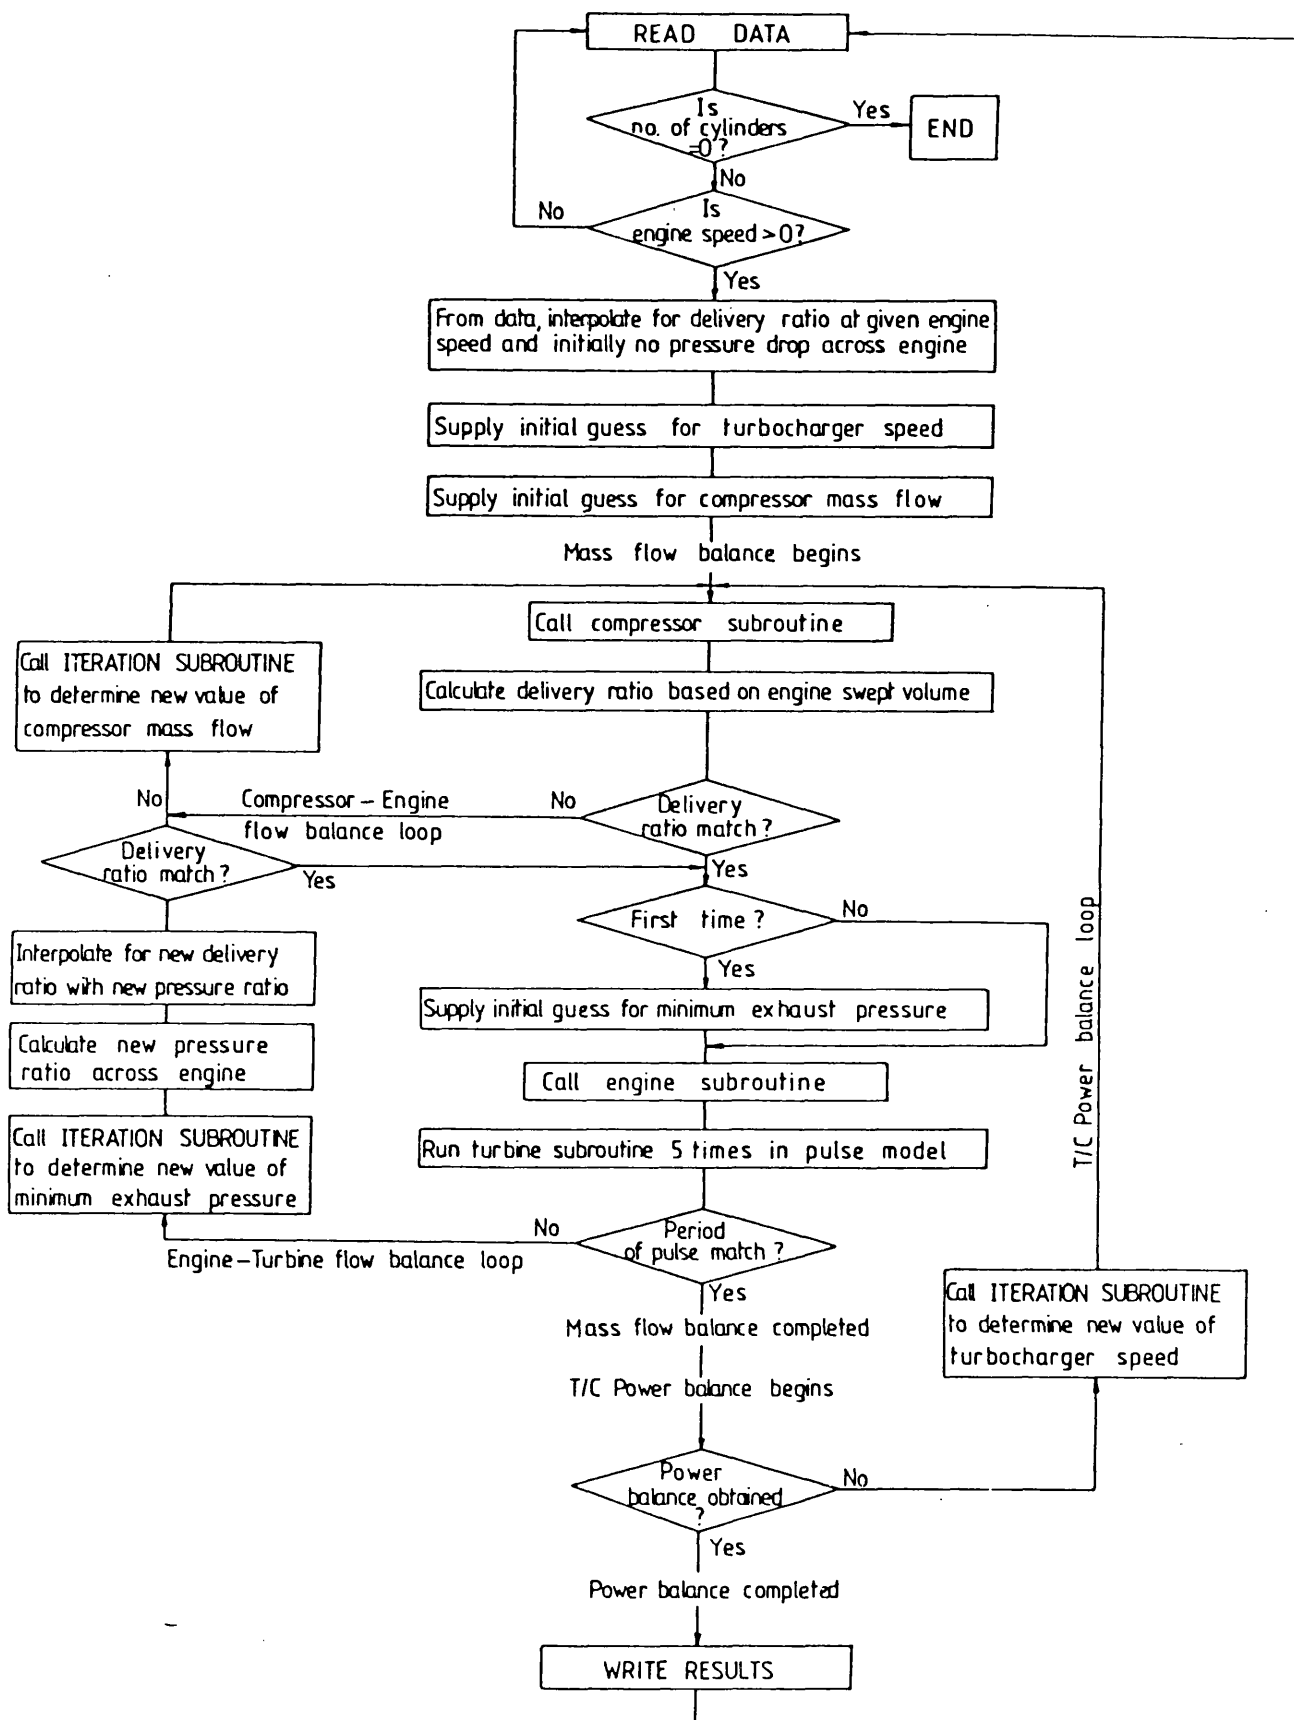 READ DATA
Is
no. of cylinders
=0?
Yes
END
No
Is
engine speed > 0?
No
Yes
From data, interpolate for delivery ratio at given engine
speed and initially no pressure drop across engine
Supply initial guess for turbocharger speed
Supply initial guess for compressor mass flow
Mass flow balance begins
Call compressor subroutine
Call ITERATION SUBROUTINE
to determine new value of
compressor mass flow
Calculate delivery ratio based on engine swept volume
No
Compressor – Engine
flow balance loop
No
Delivery
ratio match?
Delivery
ratio match?
Yes
Yes
First time?
No
Yes
Interpolate for new delivery
ratio with new pressure ratio
Supply initial guess for minimum exhaust pressure
Calculate new pressure
ratio across engine
Call engine subroutine
T/C Power balance loop
Call ITERATION SUBROUTINE
to determine new value of
minimum exhaust pressure
Run turbine subroutine 5 times in pulse model
No
Period
of pulse match?
Engine–Turbine flow balance loop
Yes
Call ITERATION SUBROUTINE
to determine new value of
turbocharger speed
Mass flow balance completed
T/C Power balance begins
Power
balance obtained
?
No
Yes
Power balance completed
WRITE RESULTS